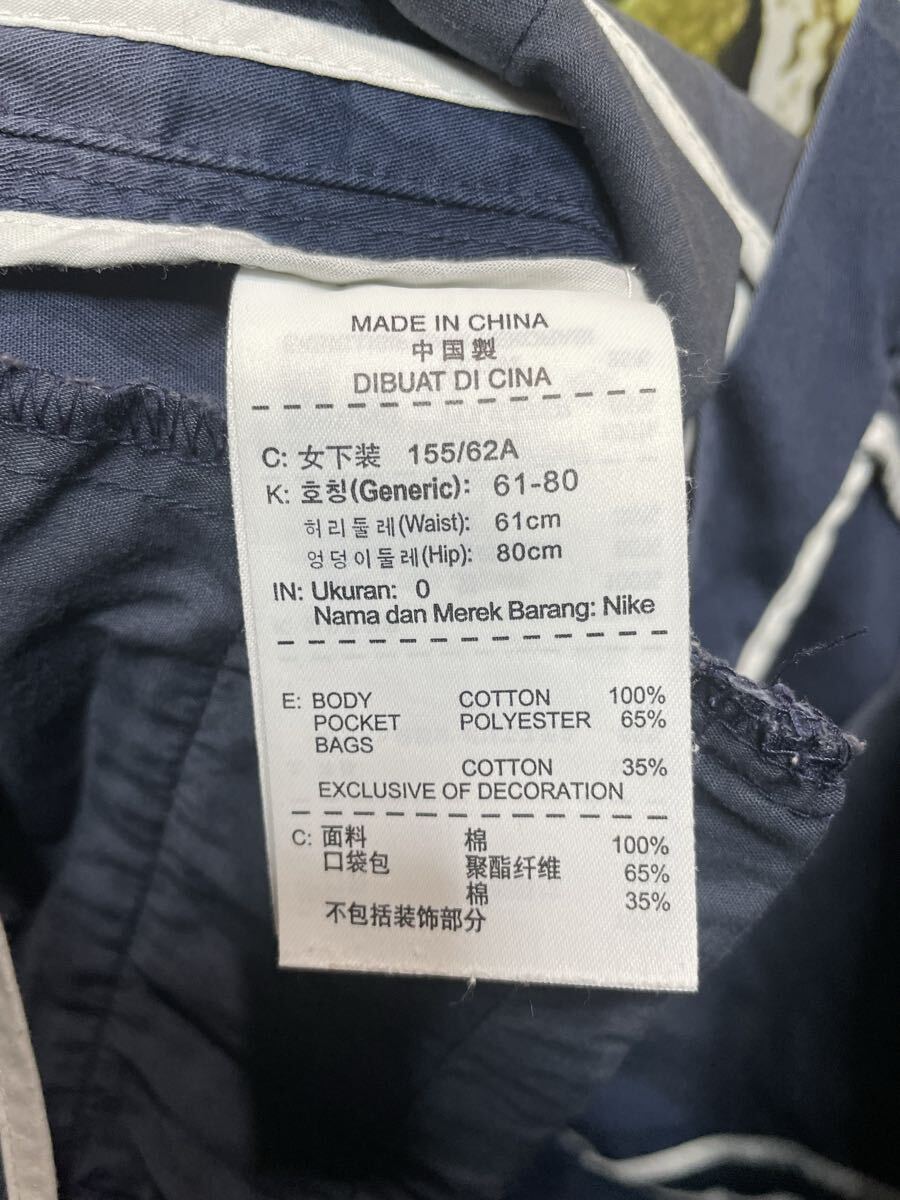 MADE IN CHINA
中国製
DIBUAT DI CINA
C: 女下装 155/62A
K: 호칭(Generic): 61-80
허리둘레(Waist): 61cm
엉덩이둘레(Hip): 80cm
IN: Ukuran: 0
Nama dan Merek Barang: Nike
E: BODY COTTON 100%
POCKET POLYESTER 65%
BAGS
COTTON 35%
EXCLUSIVE OF DECORATION
C: 面料 棉 100%
口袋包 聚酯纤维 65%
棉 35%
不包括装饰部分